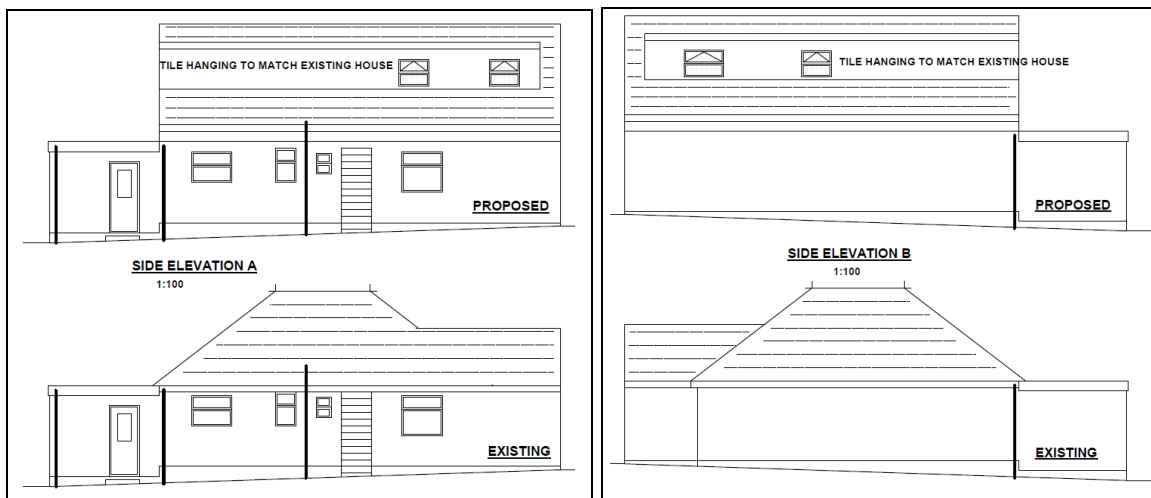 TILE HANGING TO MATCH EXISTING HOUSE
PROPOSED
SIDE ELEVATION A
1:100
EXISTING
TILE HANGING TO MATCH EXISTING HOUSE
PROPOSED
SIDE ELEVATION B
1:100
EXISTING